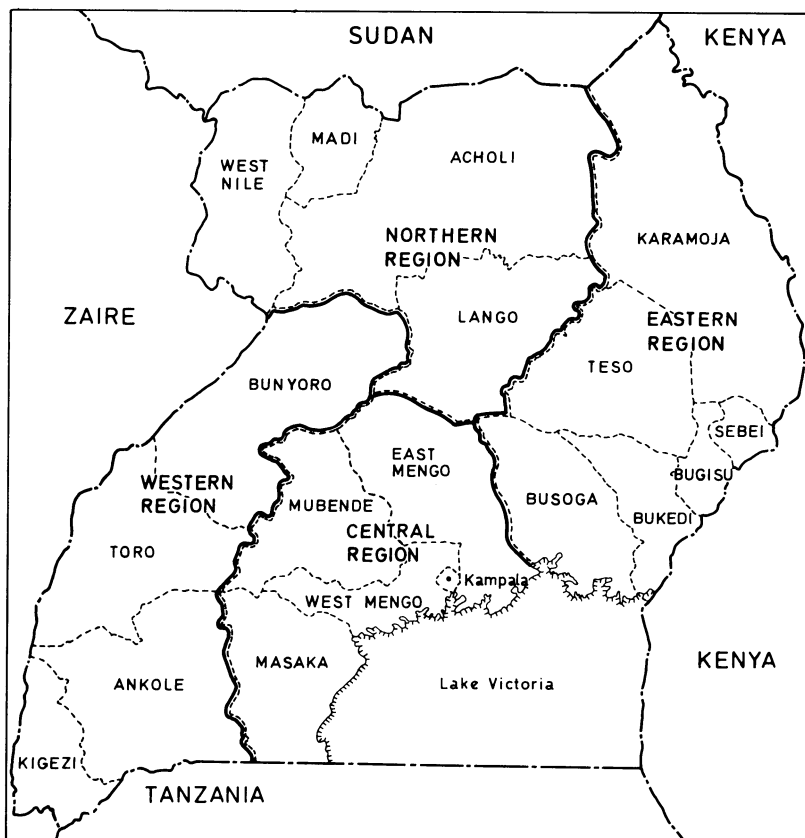 SUDAN
KENYA
MADI
WEST
NILE
ACHOLI
KARAMOJA
NORTHERN
REGION
ZAIRE
LANGO
EASTERN
REGION
TESO
BUNYORO
SEBEI
EAST
MENGO
BUGISU
WESTERN
REGION
MUBENDE
BUSOGA
BUKEDI
CENTRAL
REGION
TORO
Kampala
WEST MENGO
MASAKA
KENYA
ANKOLE
Lake Victoria
KIGEZI
TANZANIA